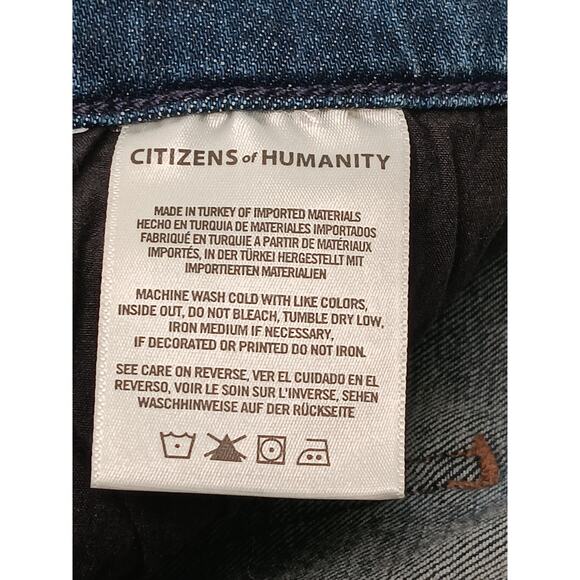 CITIZENS of HUMANITY
MADE IN TURKEY OF IMPORTED MATERIALS
HECHO EN TURQUIA DE MATERIALES IMPORTADOS
FABRIQUÉ EN TURQUIE A PARTIR DE MATÉRIAUX
IMPORTÉS, IN DER TÜRKEI HERGESTELLT MIT
IMPORTIERTEN MATERIALIEN
MACHINE WASH COLD WITH LIKE COLORS,
INSIDE OUT, DO NOT BLEACH, TUMBLE DRY LOW,
IRON MEDIUM IF NECESSARY,
IF DECORATED OR PRINTED DO NOT IRON.
SEE CARE ON REVERSE, VER EL CUIDADO EN EL
REVERSO, VOIR LE SOIN SUR L'INVERSE, SEHEN
WASCHHINWEISE AUF DER RÜCKSEITE